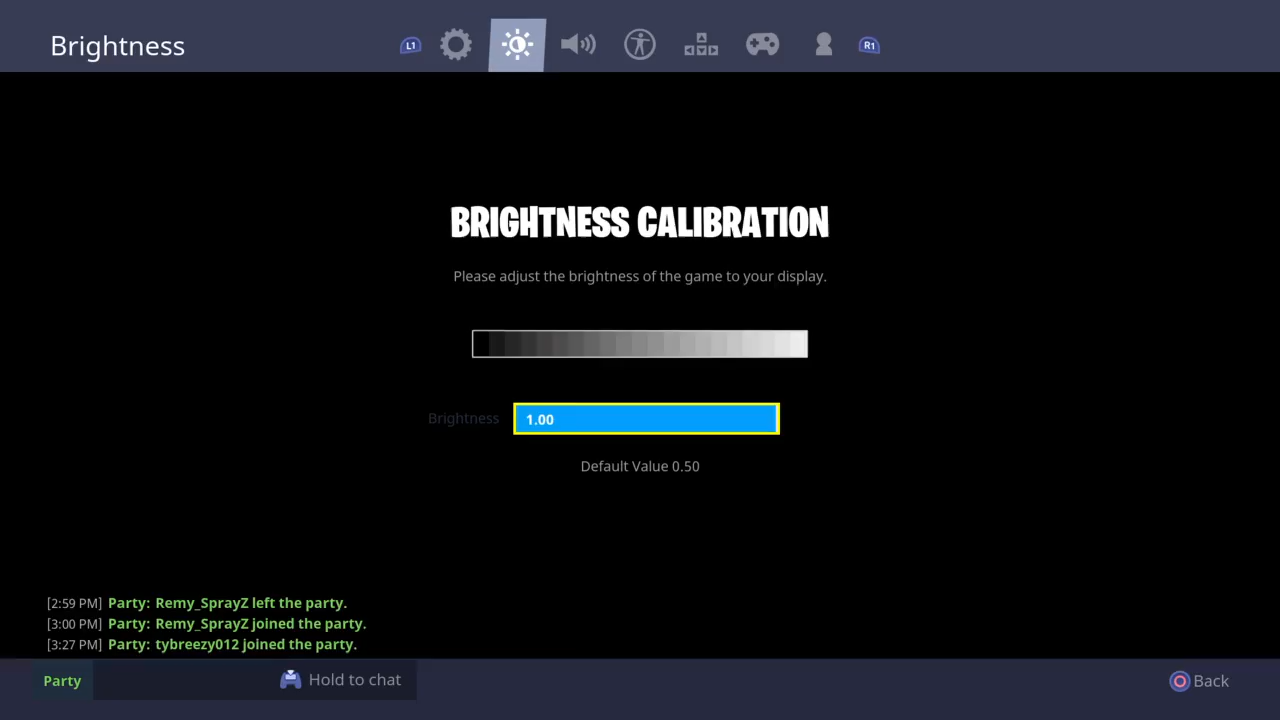 Brightness
L1
R1
BRIGHTNESS CALIBRATION
Please adjust the brightness of the game to your display.
Brightness
1.00
Default Value 0.50
[2:59 PM] Party: Remy_SprayZ left the party.
[3:00 PM] Party: Remy_SprayZ joined the party.
[3:27 PM] Party: tybreezy012 joined the party.
Party
Hold to chat
Back